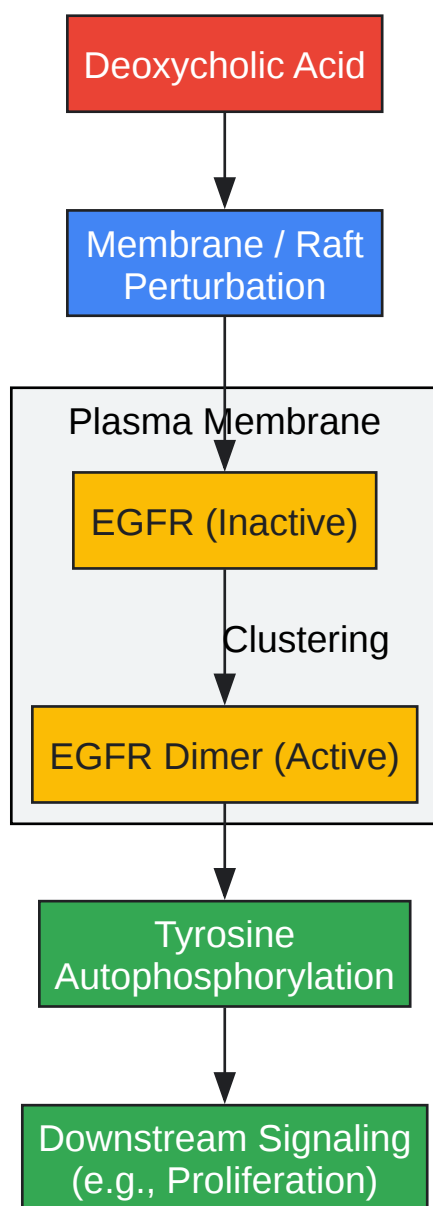 Deoxycholic Acid
Membrane / Raft
Perturbation
Plasma Membrane
EGFR (Inactive)
Clustering
EGFR Dimer (Active)
Tyrosine
Autophosphorylation
Downstream Signaling
(e.g., Proliferation)